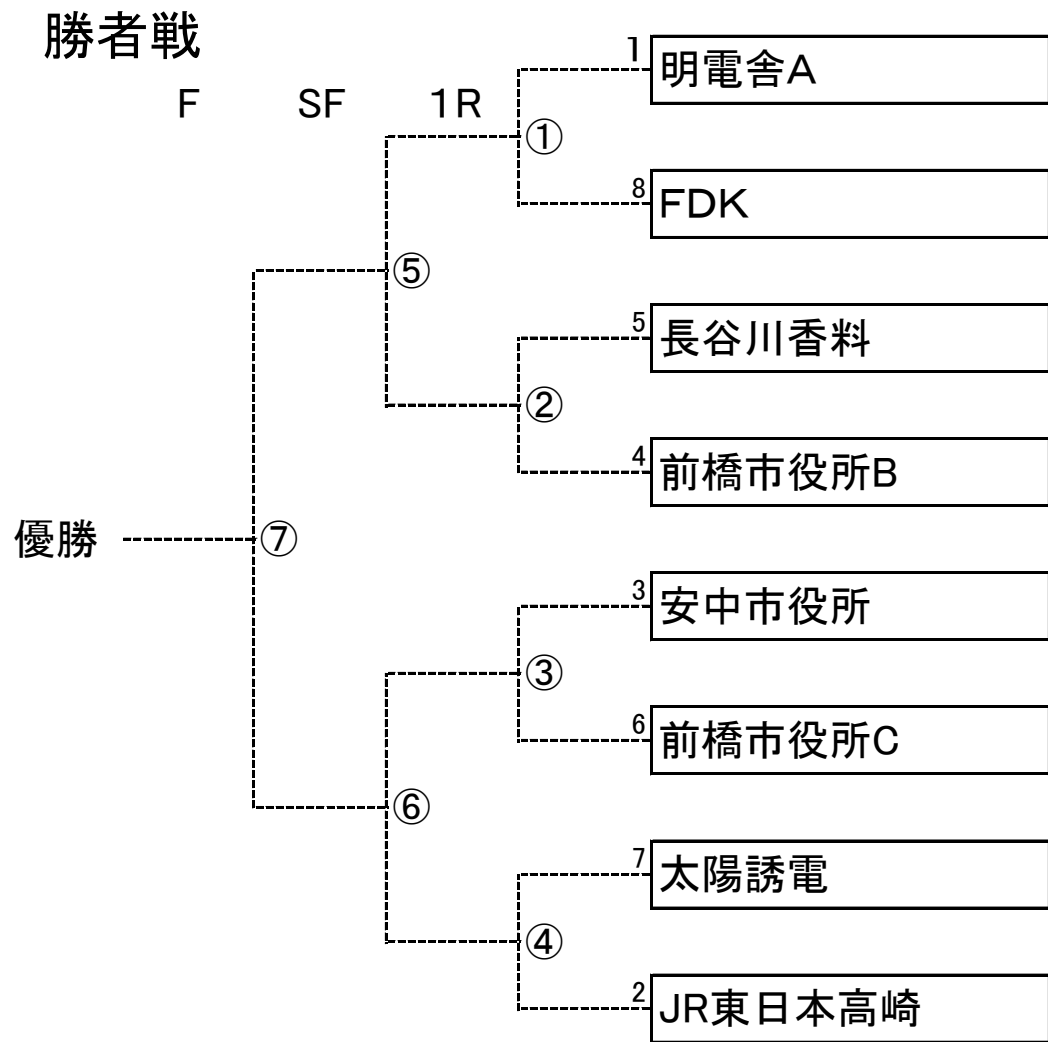 勝者戦
F SF 1R
1 明電舎A
①
8 FDK
⑤
5 長谷川香料
②
4 前橋市役所B
優勝 ⑦
3 安中市役所
③
6 前橋市役所C
⑥
7 太陽誘電
④
2 JR東日本高崎